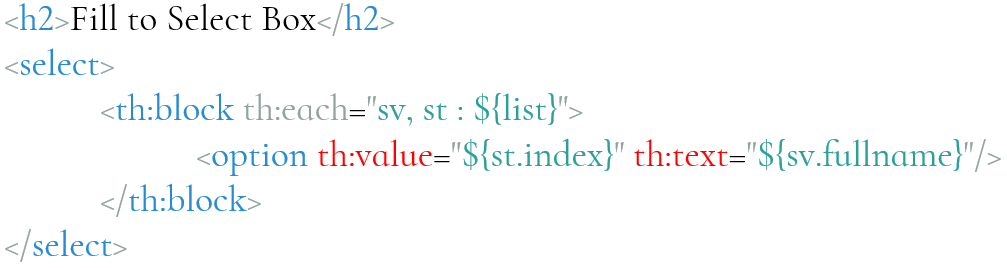 <h2>Fill to Select Box</h2>
<select>
<th:block th:each="sv, st : ${list}">
<option th:value="${st.index}" th:text="${sv.fullname}"/>
</th:block>
</select>